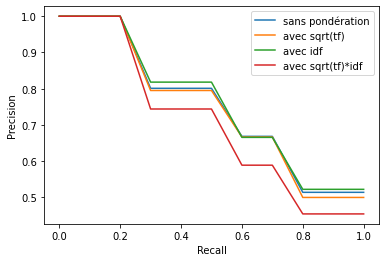 1.0
0.9
0.8
0.7
0.6
0.5
Precision
sans pondération
avec sqrt(tf)
avec idf
avec sqrt(tf)*idf
0.0 0.2 0.4 0.6 0.8 1.0
Recall